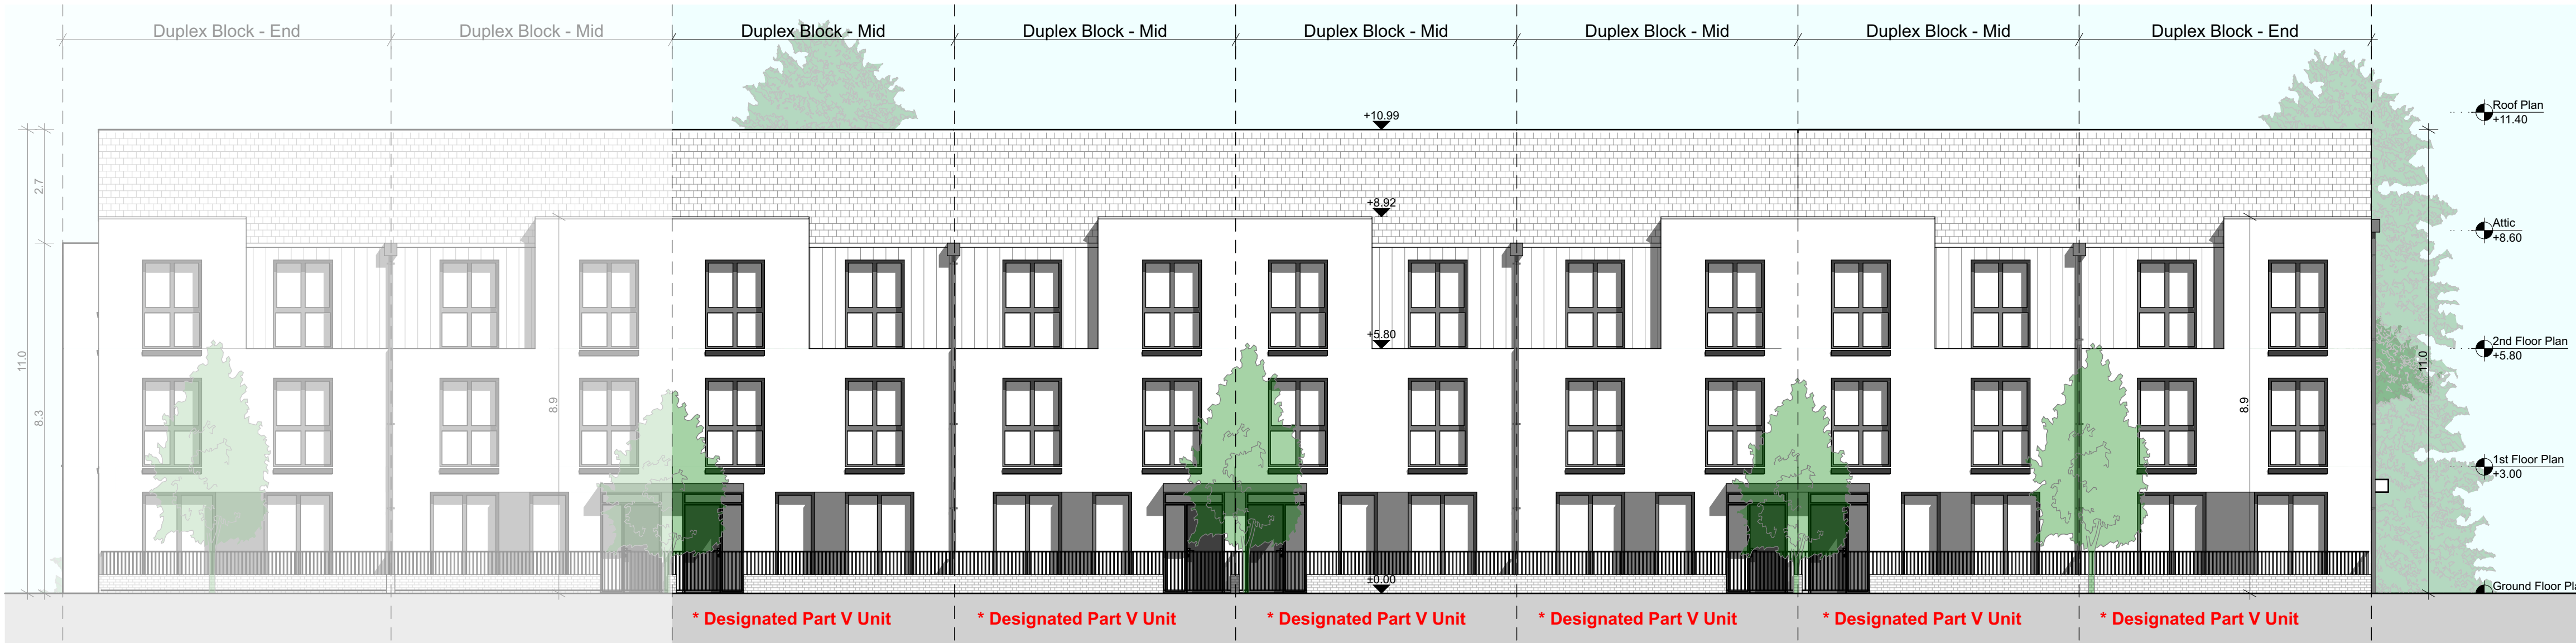 Duplex Block - End
Duplex Block - Mid
Duplex Block - Mid
Duplex Block - Mid
Duplex Block - Mid
Duplex Block - Mid
Duplex Block - Mid
Duplex Block - End
+10.99
Roof Plan
+11.40
2.7
+8.92
Attic
+8.60
+5.80
2nd Floor Plan
+5.80
11.0
8.3
8.9
8.9
11.0
1st Floor Plan
+3.00
±0.00
Ground Floor Pla
* Designated Part V Unit
* Designated Part V Unit
* Designated Part V Unit
* Designated Part V Unit
* Designated Part V Unit
* Designated Part V Unit